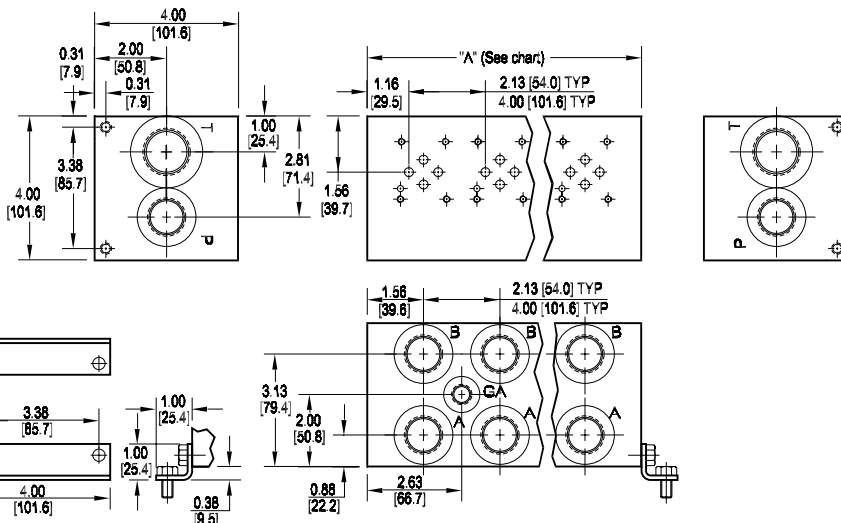 4.00
[101.6]
2.00
[50.8]
0.31
[7.9]
0.31
[7.9]
T
P
1.00
[25.4]
2.81
[71.4]
3.38
[85.7]
4.00
[101.6]
"A" (See chart)
1.16
[29.5]
2.13 [54.0] TYP
4.00 [101.6] TYP
1.56
[39.7]
T
P
1.56
[39.6]
2.13 [54.0] TYP
4.00 [101.6] TYP
B
B
B
GA
A
A
A
3.13
[79.4]
2.00
[50.8]
0.88
[22.2]
2.63
[66.7]
3.38
[85.7]
4.00
[101.6]
1.00
[25.4]
1.00
[25.4]
0.38
[9.5]